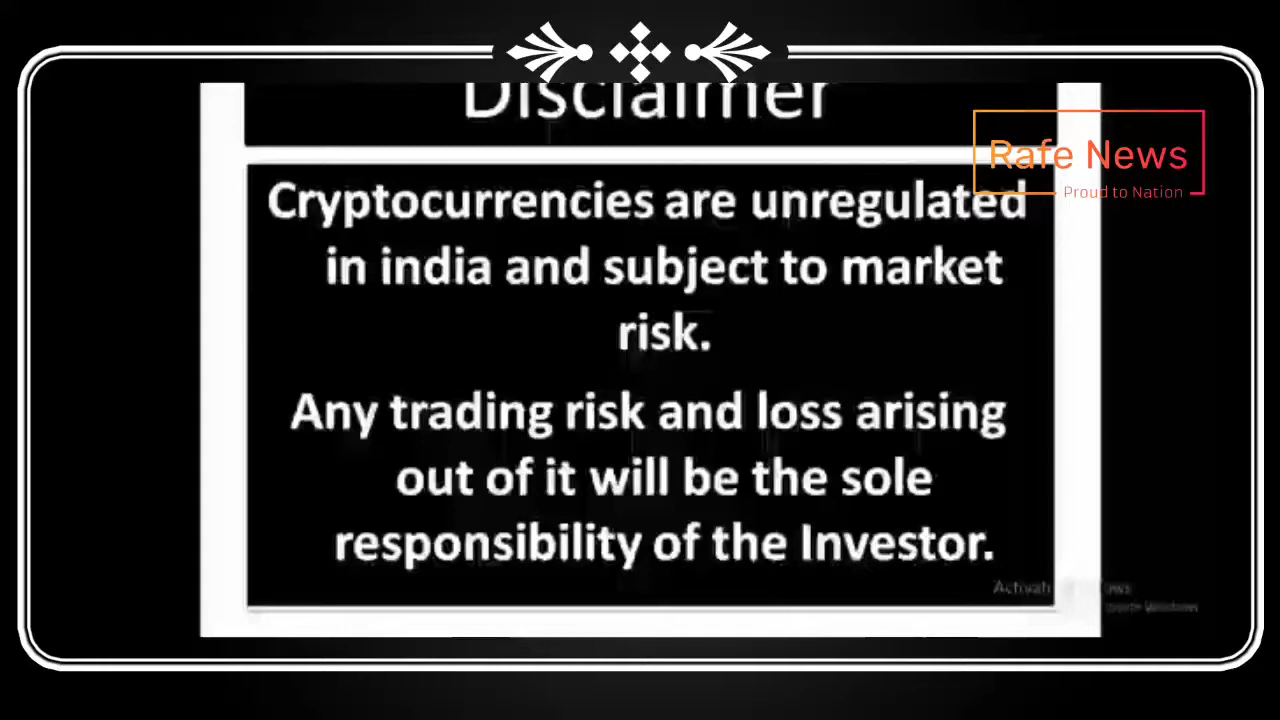 Disclaimer
Rafe News
Proud to Nation
Cryptocurrencies are unregulated
in india and subject to market
risk.
Any trading risk and loss arising
out of it will be the sole
responsibility of the Investor.
Windows